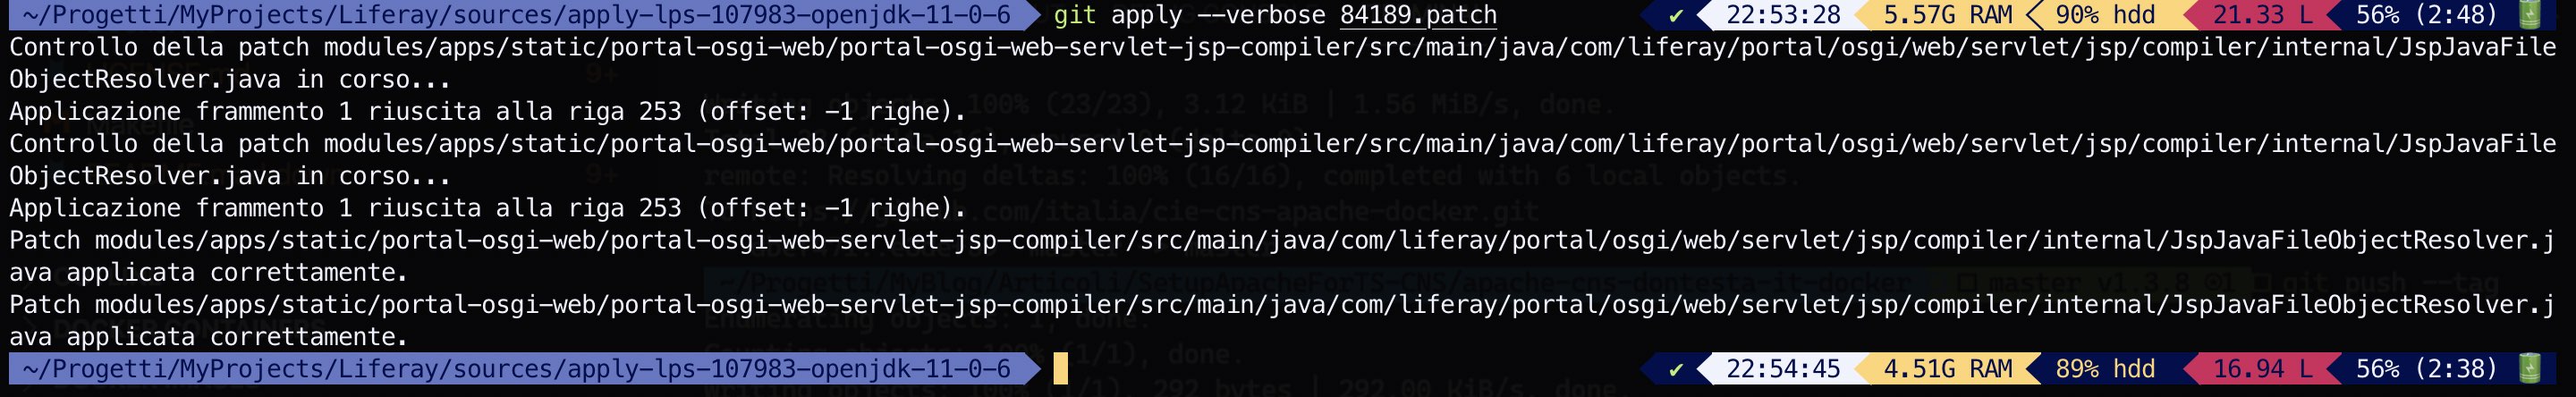 ~/Progetti/MyProjects/Liferay/sources/apply-lps-107983-openjdk-11-0-6 git apply --verbose 84189.patch ✔ 22:53:28 5.57G RAM 90% hdd 21.33 L 56% (2:48)
Controllo della patch modules/apps/static/portal-osgi-web/portal-osgi-web-servlet-jsp-compiler/src/main/java/com/liferay/portal/osgi/web/servlet/jsp/compiler/internal/JspJavaFile
ObjectResolver.java in corso...
Applicazione frammento 1 riuscita alla riga 253 (offset: -1 righe).
Controllo della patch modules/apps/static/portal-osgi-web/portal-osgi-web-servlet-jsp-compiler/src/main/java/com/liferay/portal/osgi/web/servlet/jsp/compiler/internal/JspJavaFile
ObjectResolver.java in corso...
Applicazione frammento 1 riuscita alla riga 253 (offset: -1 righe).
Patch modules/apps/static/portal-osgi-web/portal-osgi-web-servlet-jsp-compiler/src/main/java/com/liferay/portal/osgi/web/servlet/jsp/compiler/internal/JspJavaFileObjectResolver.j
ava applicata correttamente.
Patch modules/apps/static/portal-osgi-web/portal-osgi-web-servlet-jsp-compiler/src/main/java/com/liferay/portal/osgi/web/servlet/jsp/compiler/internal/JspJavaFileObjectResolver.j
ava applicata correttamente.
~/Progetti/MyProjects/Liferay/sources/apply-lps-107983-openjdk-11-0-6 ✔ 22:54:45 4.51G RAM 89% hdd 16.94 L 56% (2:38)